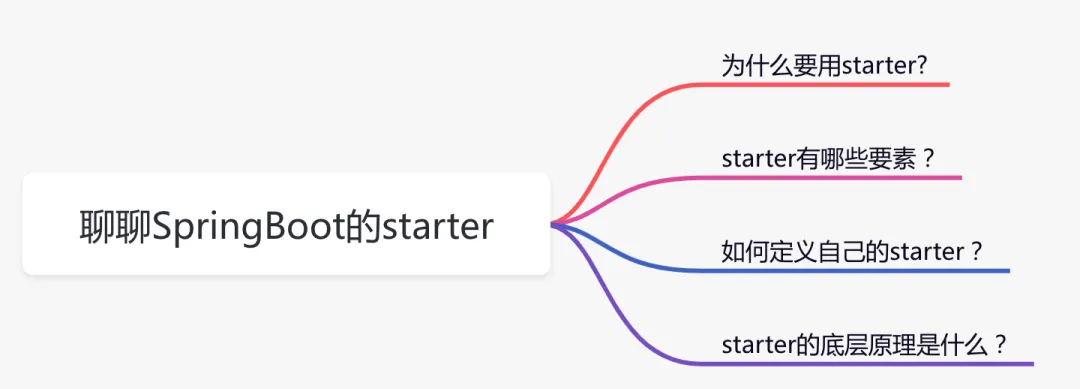 为什么要用starter?
starter有哪些要素？
聊聊SpringBoot的starter
如何定义自己的starter？
starter的底层原理是什么？